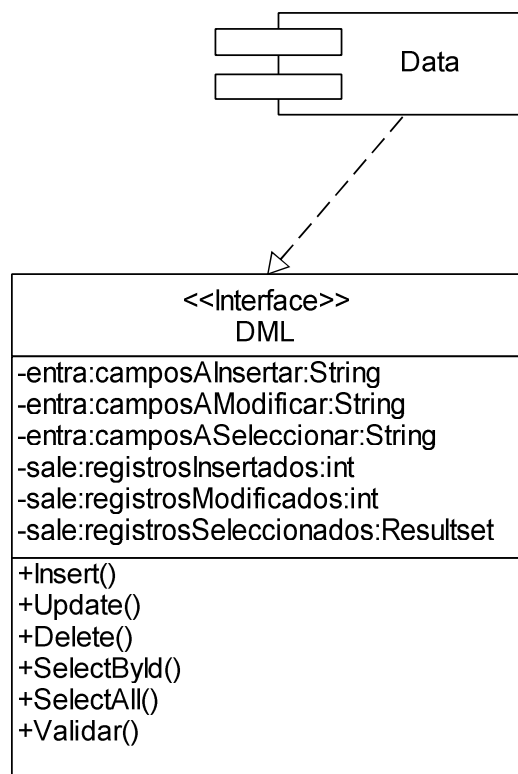 Data
<<Interface>>
DML
-entra:camposAInsertar:String
-entra:camposAModificar:String
-entra:camposASeleccionar:String
-sale:registrosInsertados:int
-sale:registrosModificados:int
-sale:registrosSeleccionados:Resultset
+Insert()
+Update()
+Delete()
+SelectById()
+SelectAll()
+Validar()